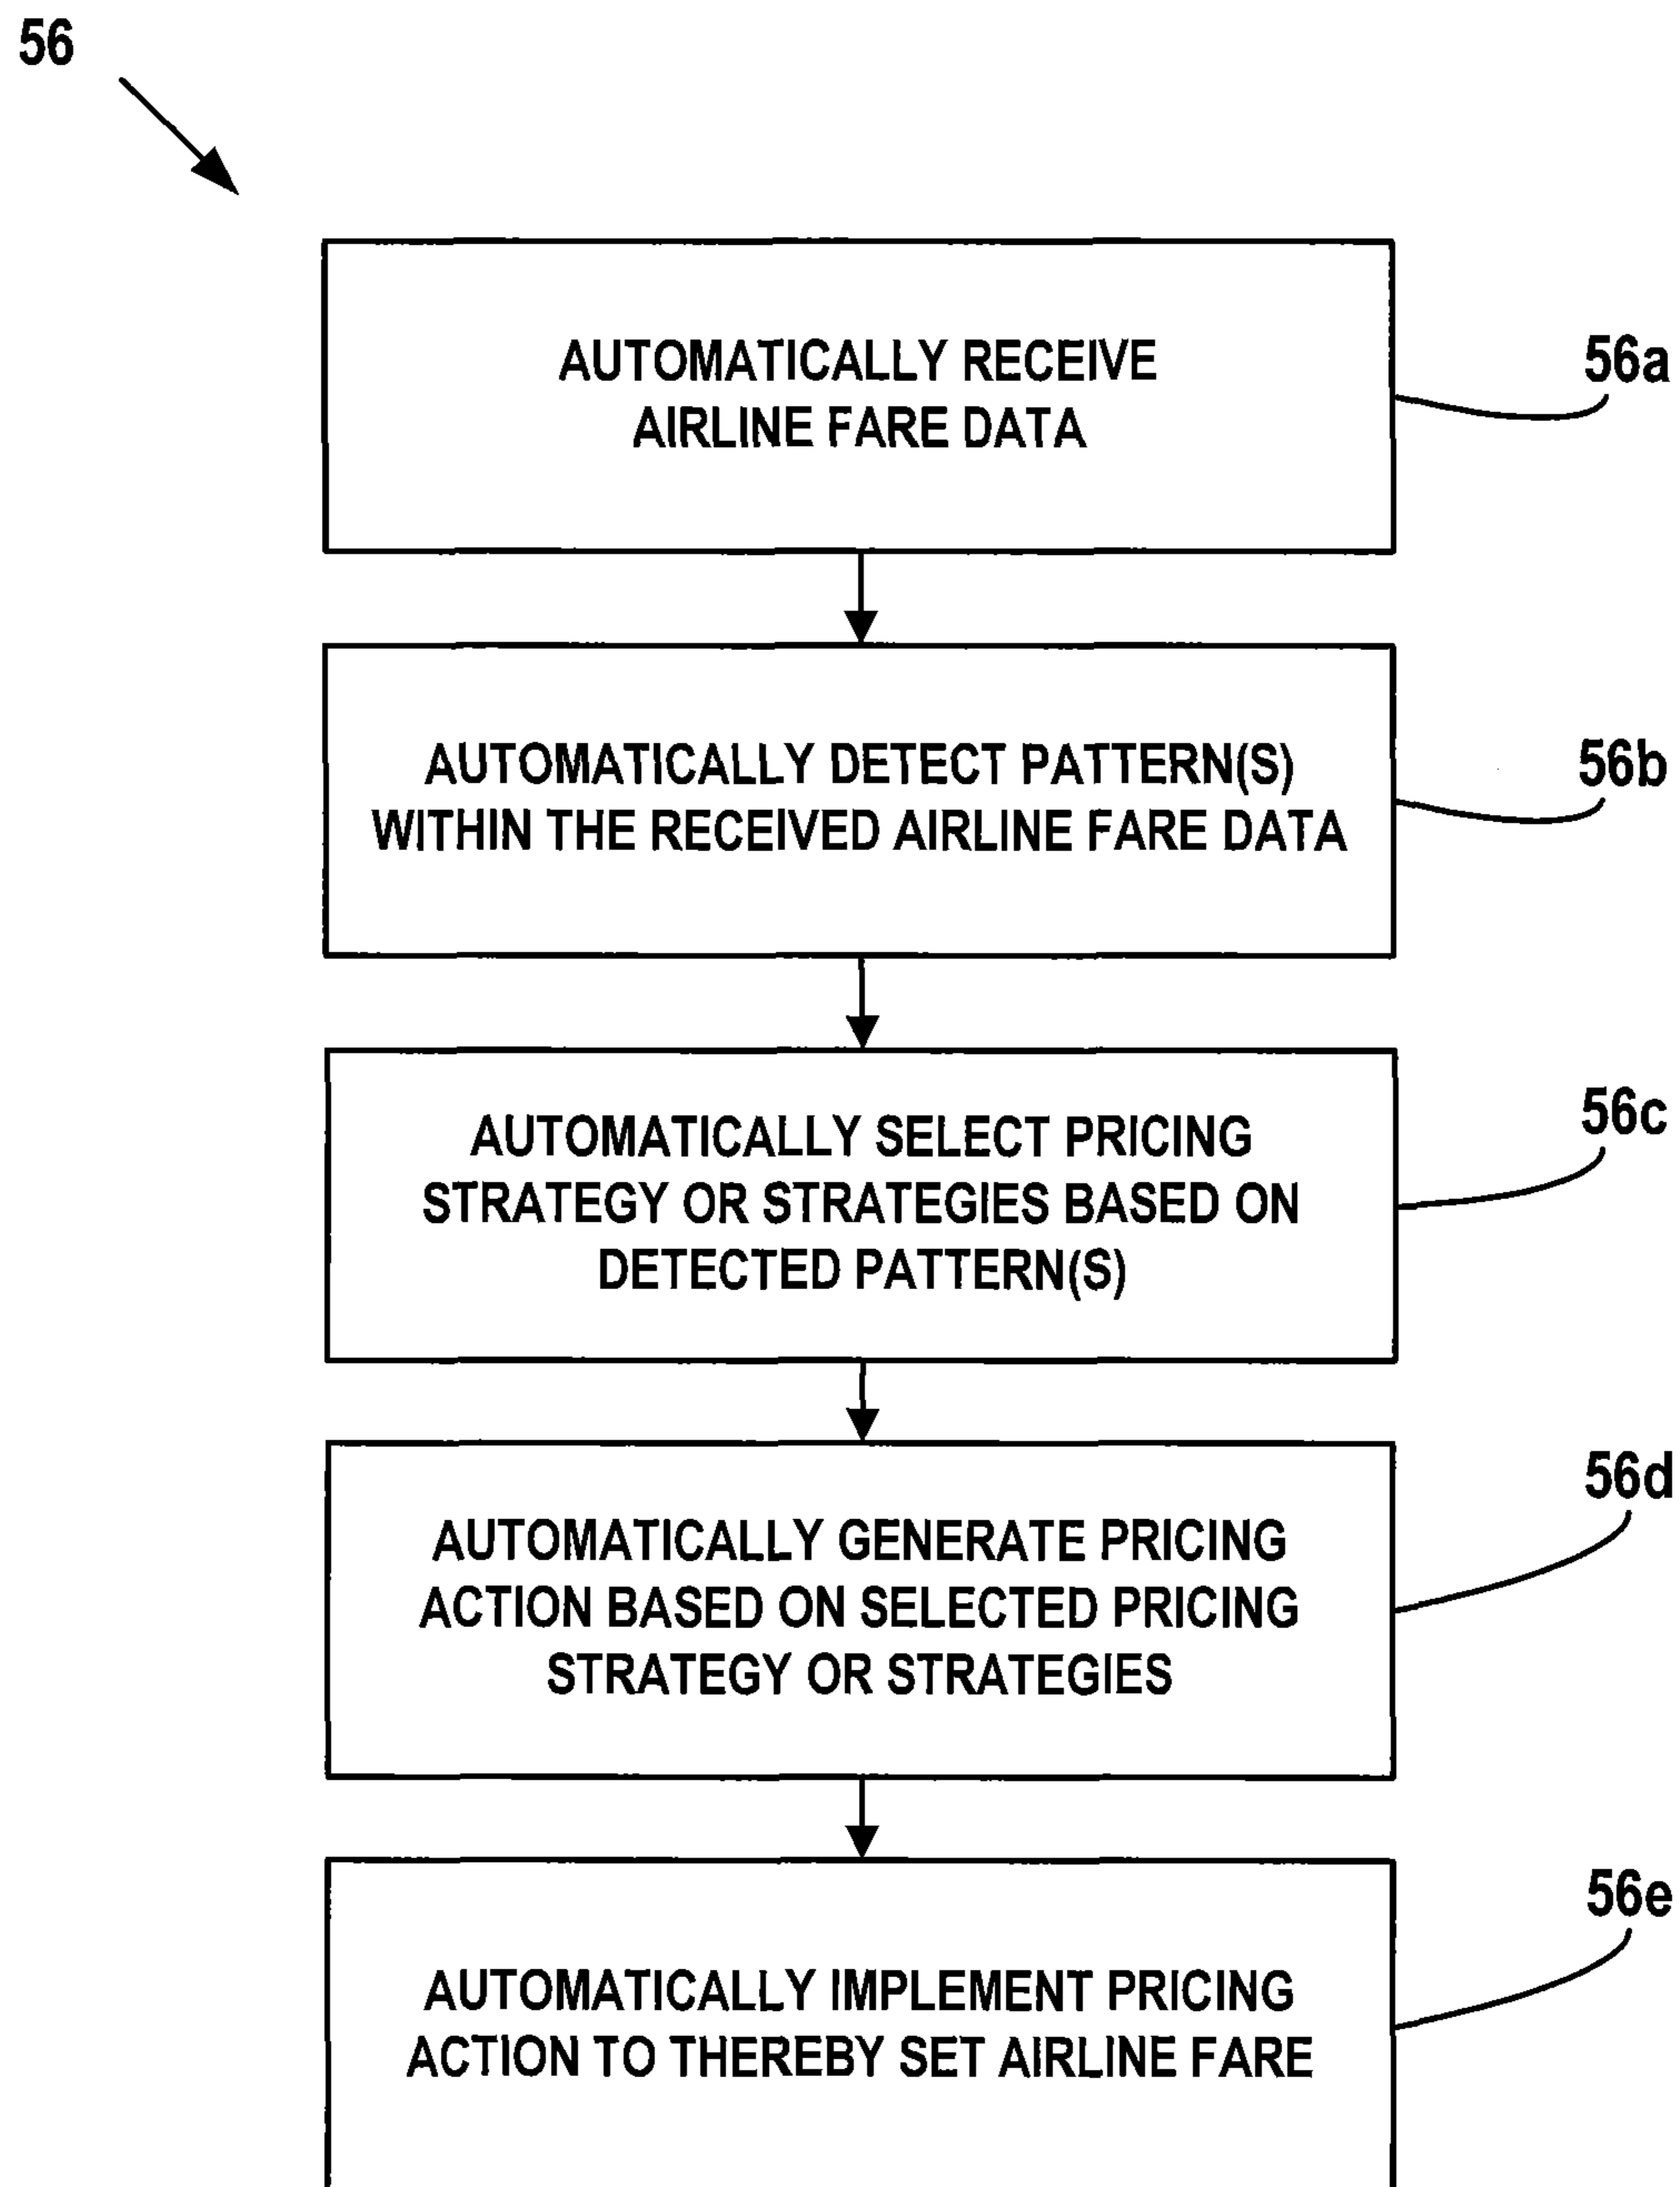 56
AUTOMATICALLY RECEIVE
AIRLINE FARE DATA
56a
AUTOMATICALLY DETECT PATTERN(S)
WITHIN THE RECEIVED AIRLINE FARE DATA
56b
AUTOMATICALLY SELECT PRICING
STRATEGY OR STRATEGIES BASED ON
DETECTED PATTERN(S)
56c
AUTOMATICALLY GENERATE PRICING
ACTION BASED ON SELECTED PRICING
STRATEGY OR STRATEGIES
56d
AUTOMATICALLY IMPLEMENT PRICING
ACTION TO THEREBY SET AIRLINE FARE
56e